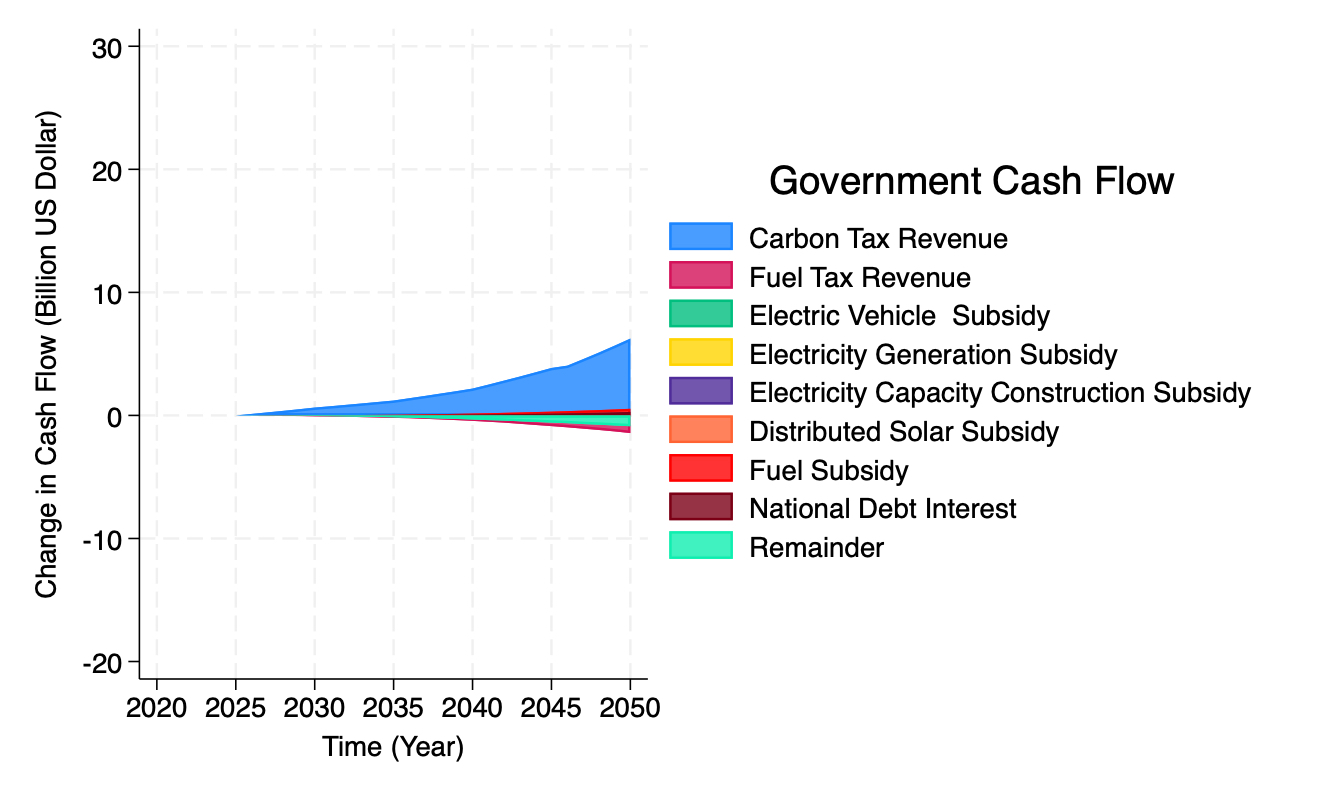 Change in Cash Flow (Billion US Dollar)
30
20
10
0
-10
-20
2020 2025 2030 2035 2040 2045 2050
Time (Year)
Government Cash Flow
Carbon Tax Revenue
Fuel Tax Revenue
Electric Vehicle  Subsidy
Electricity Generation Subsidy
Electricity Capacity Construction Subsidy
Distributed Solar Subsidy
Fuel Subsidy
National Debt Interest
Remainder